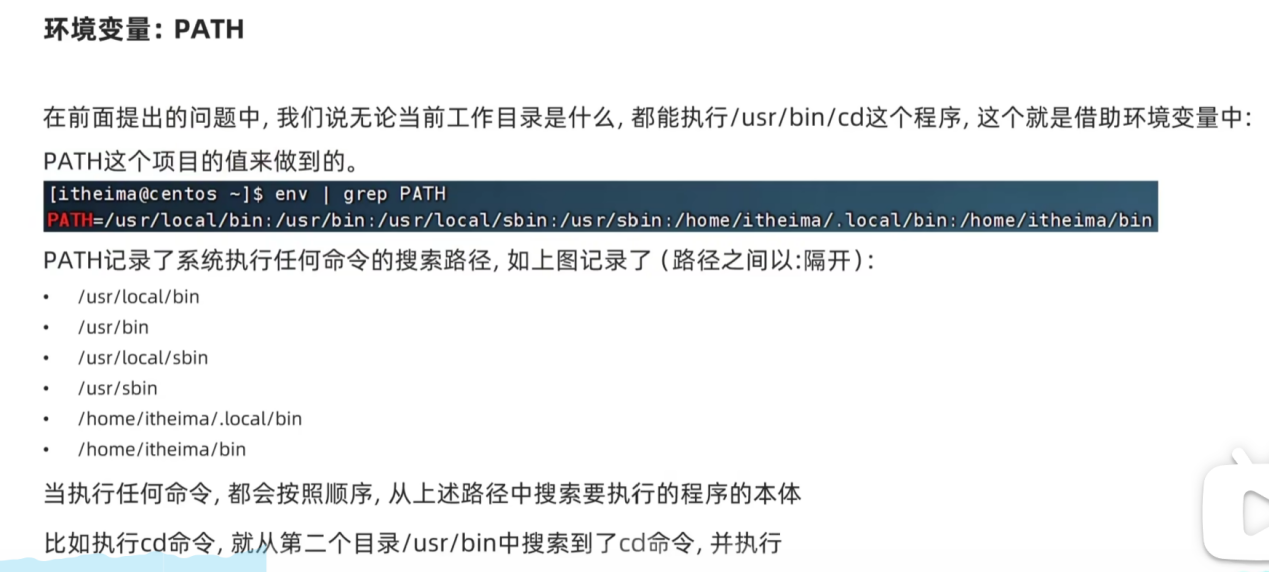 环境变量：PATH
在前面提出的问题中, 我们说无论当前工作目录是什么, 都能执行/usr/bin/cd这个程序, 这个就是借助环境变量中:
PATH这个项目的值来做到的。
[itheima@centos ~]$ env | grep PATH
PATH=/usr/local/bin:/usr/bin:/usr/local/sbin:/usr/sbin:/home/itheima/.local/bin:/home/itheima/bin
PATH记录了系统执行任何命令的搜索路径, 如上图记录了（路径之间以:隔开）:
• /usr/local/bin
• /usr/bin
• /usr/local/sbin
• /usr/sbin
• /home/itheima/.local/bin
• /home/itheima/bin
当执行任何命令, 都会按照顺序, 从上述路径中搜索要执行的程序的本体
比如执行cd命令, 就从第二个目录/usr/bin中搜索到了cd命令, 并执行